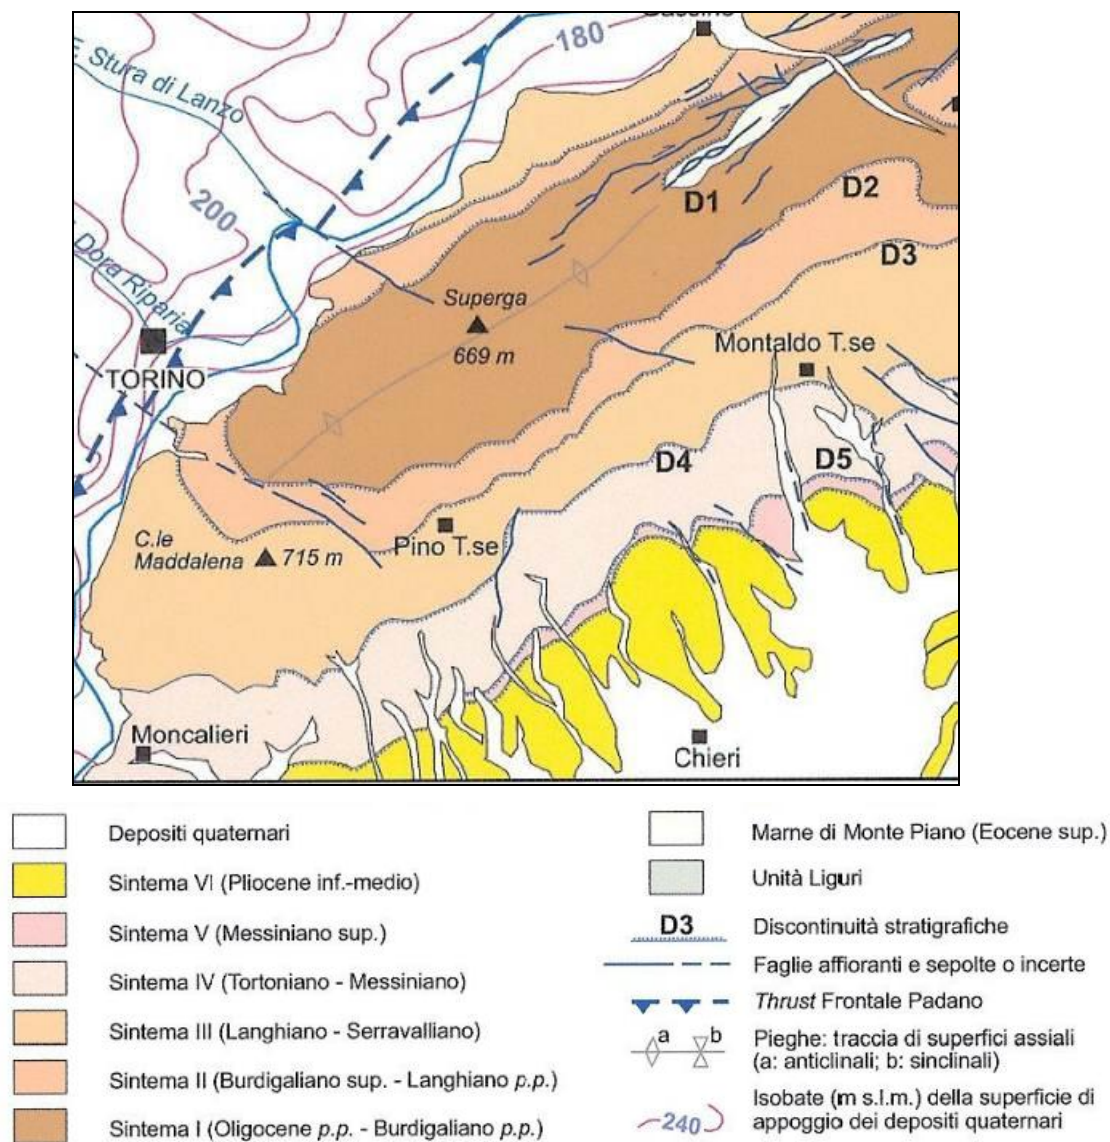 180
F. Stura di Lanzo
200
D1
D2
D3
Dora Riparia
Superga
669 m
Montaldo T.se
TORINO
D4
D5
C.le
Maddalena
715 m
Pino T.se
Moncalieri
Chieri
Depositi quaternari
Sintema VI (Pliocene inf.-medio)
Sintema V (Messiniano sup.)
Sintema IV (Tortoniano - Messiniano)
Sintema III (Langhiano - Serravalliano)
Sintema II (Burdigaliano sup. - Langhiano p.p.)
Sintema I (Oligocene p.p. - Burdigaliano p.p.)
Marne di Monte Piano (Eocene sup.)
Unità Liguri
D3 Discontinuità stratigrafiche
Faglie affioranti e sepolte o incerte
Thrust Frontale Padano
a b Pieghe: traccia di superfici assiali
(a: anticlinali; b: sinclinali)
240 Isobate (m s.l.m.) della superficie di
appoggio dei depositi quaternari